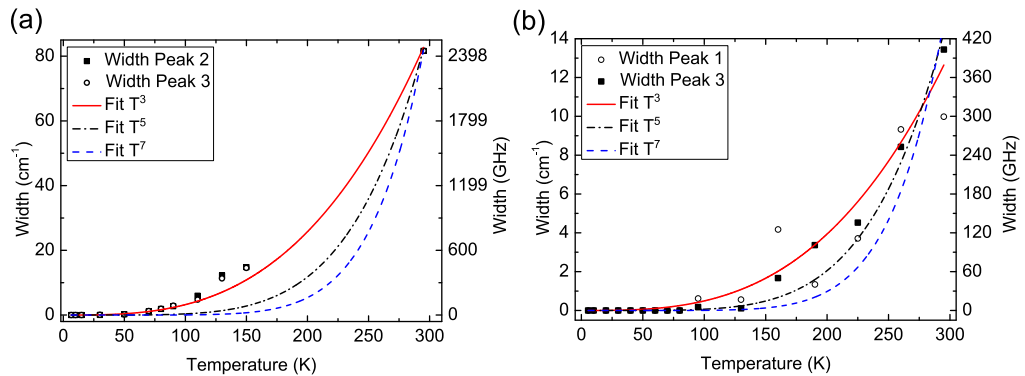 (a)
Width Peak 2
Width Peak 3
Fit T³
Fit T⁵
Fit T⁷
80
60
40
20
0
Width (cm⁻¹)
2398
1799
1199
600
0
Width (GHz)
0 50 100 150 200 250 300
Temperature (K)
(b)
Width Peak 1
Width Peak 3
Fit T³
Fit T⁵
Fit T⁷
14
12
10
8
6
4
2
0
Width (cm⁻¹)
420
360
300
240
180
120
60
0
Width (GHz)
0 50 100 150 200 250 300
Temperature (K)